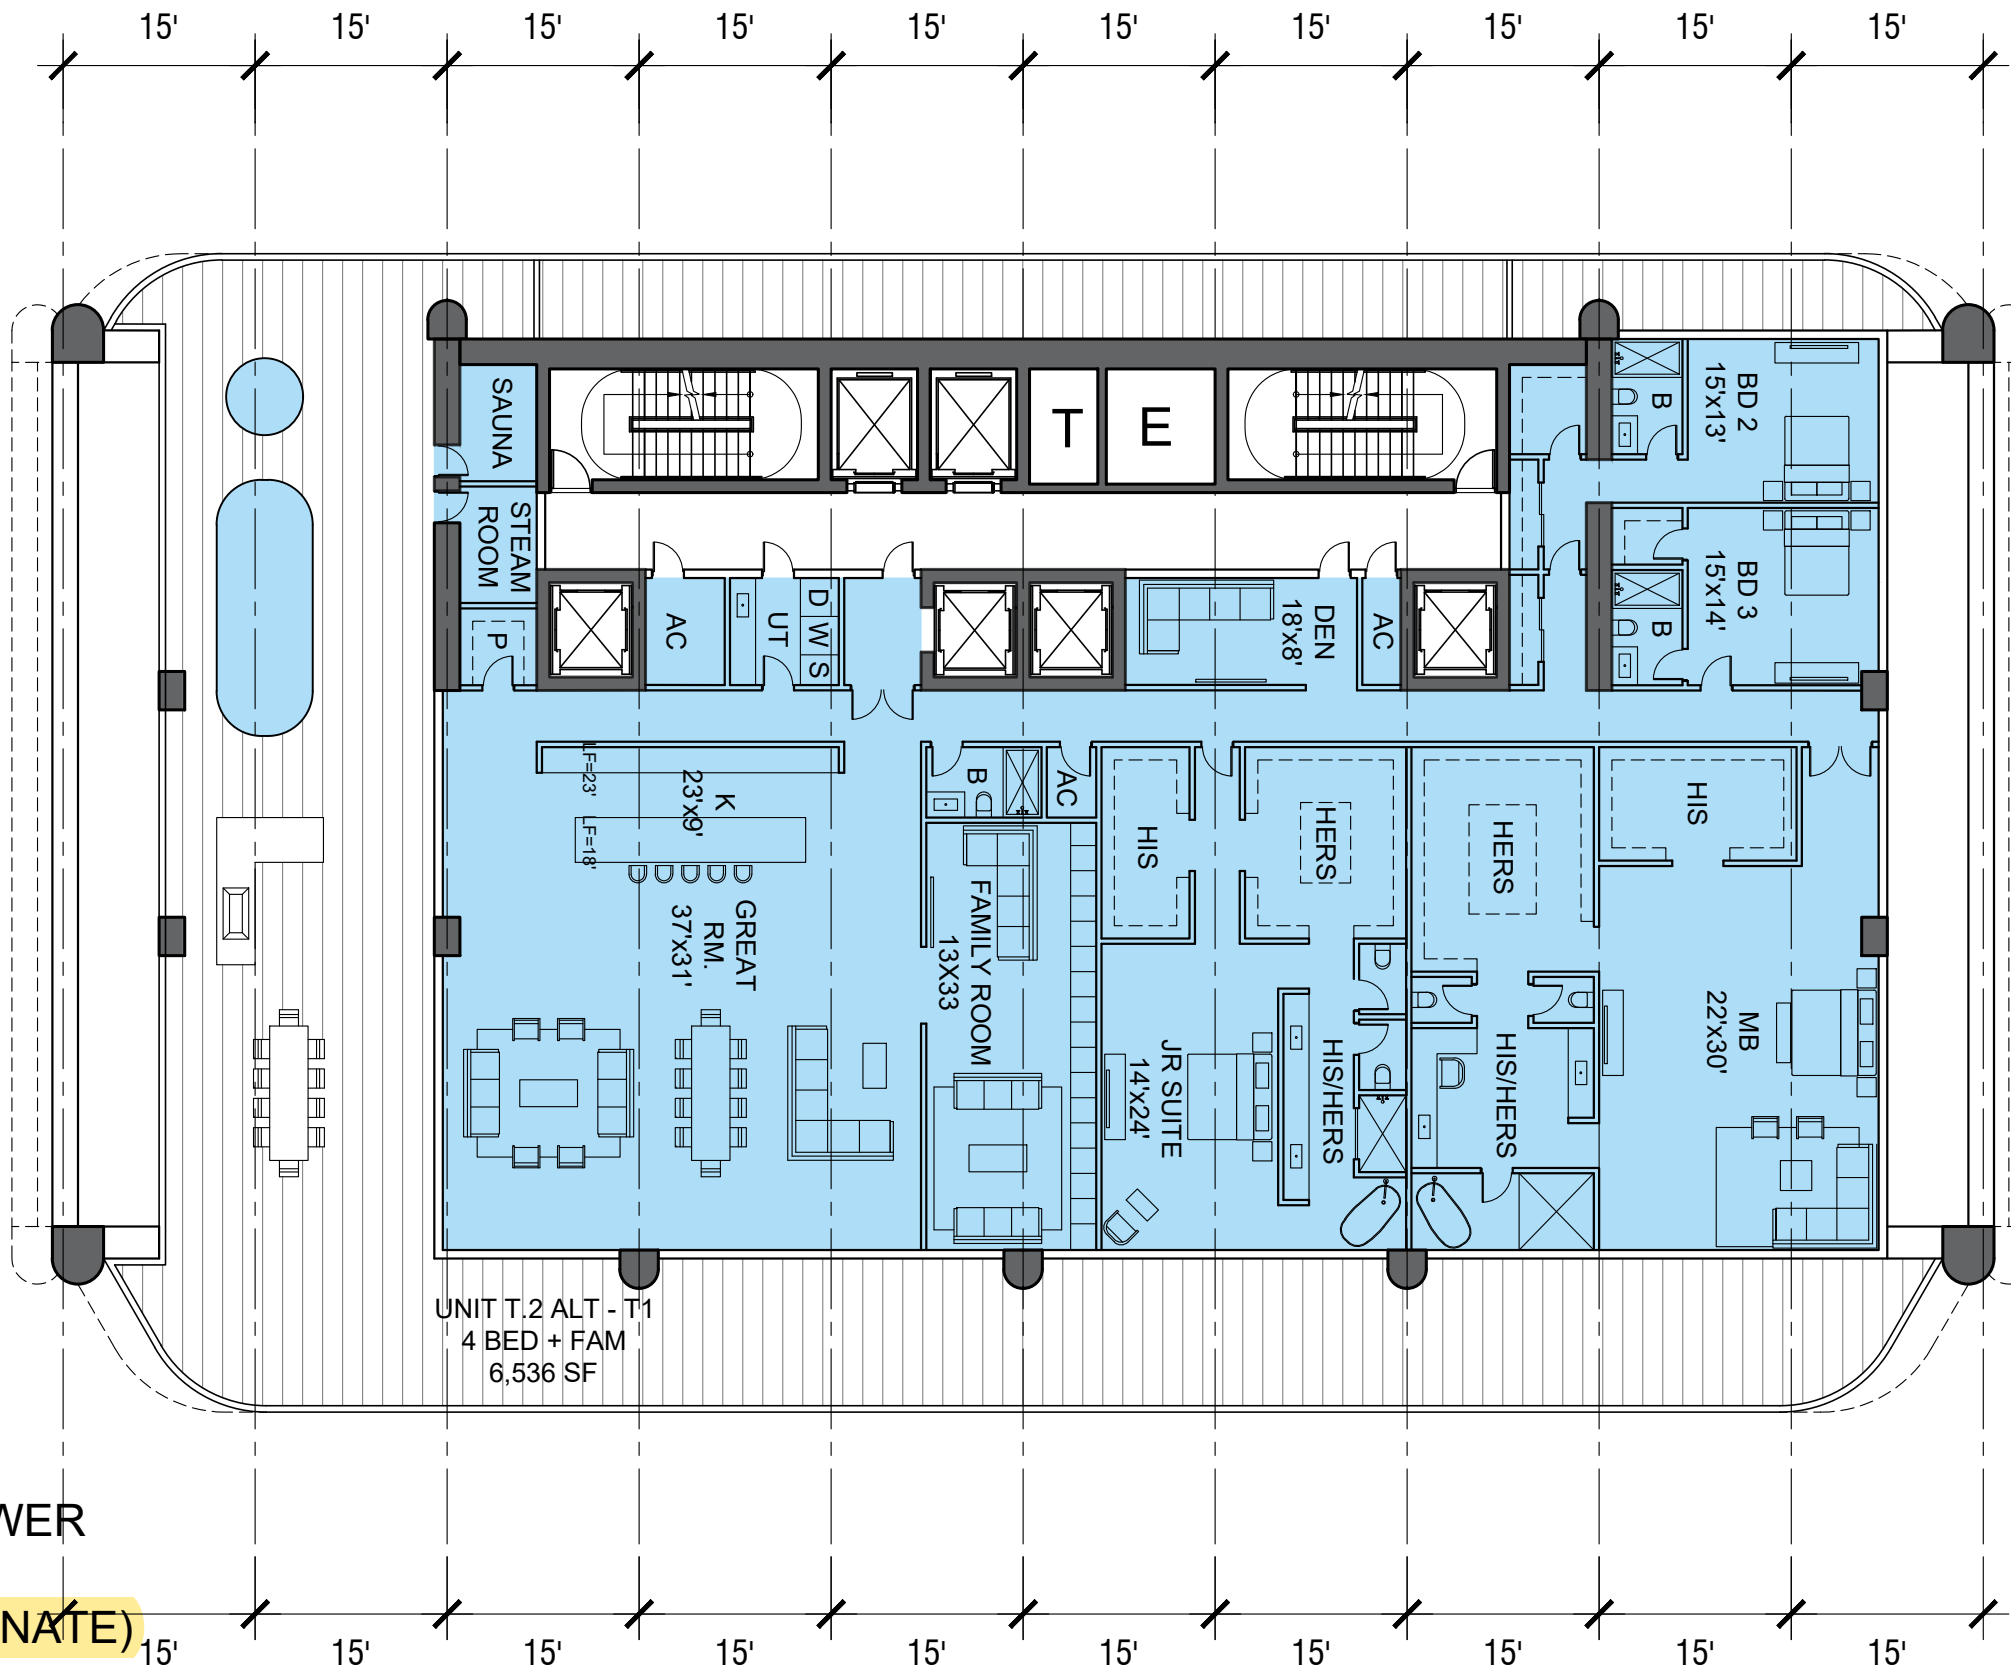 15' 15' 15' 15' 15' 15' 15' 15' 15' 15'
SAUNA
STEAM
ROOM
P
T
E
AC
UT
D
W
S
DEN
18'x8'
AC
B
BD 2
15'x13'
B
BD 3
15'x14'
LF=23'
LF=18'
K
23'x9'
GREAT
RM.
37'x31'
B
AC
FAMILY ROOM
13X33
HIS
HERS
JR SUITE
14'x24'
HIS/HERS
HERS
HIS
HIS/HERS
MB
22'x30'
UNIT T.2 ALT - T1
4 BED + FAM
6,536 SF
WER
NATE)
15' 15' 15' 15' 15' 15' 15' 15' 15' 15'